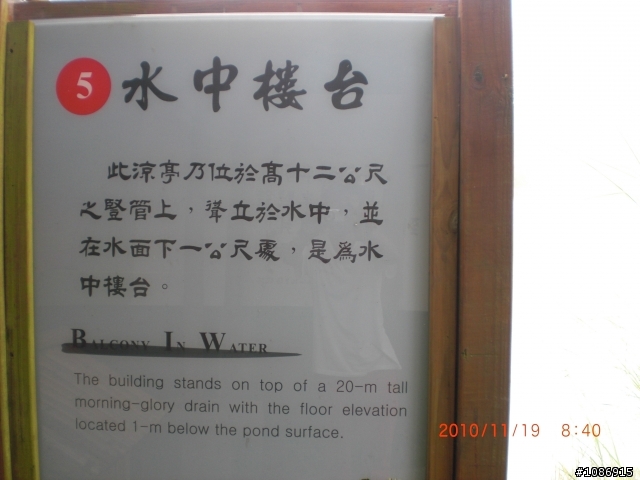 5 水中樓台
此涼亭乃位於高十二公尺
之豎管上，聳立於水中，並
在水面下一公尺處，是為水
中樓台。
BALCONY IN WATER
The building stands on top of a 20-m tall
morning-glory drain with the floor elevation
located 1-m below the pond surface.
2010/11/19 8:40
#1086915